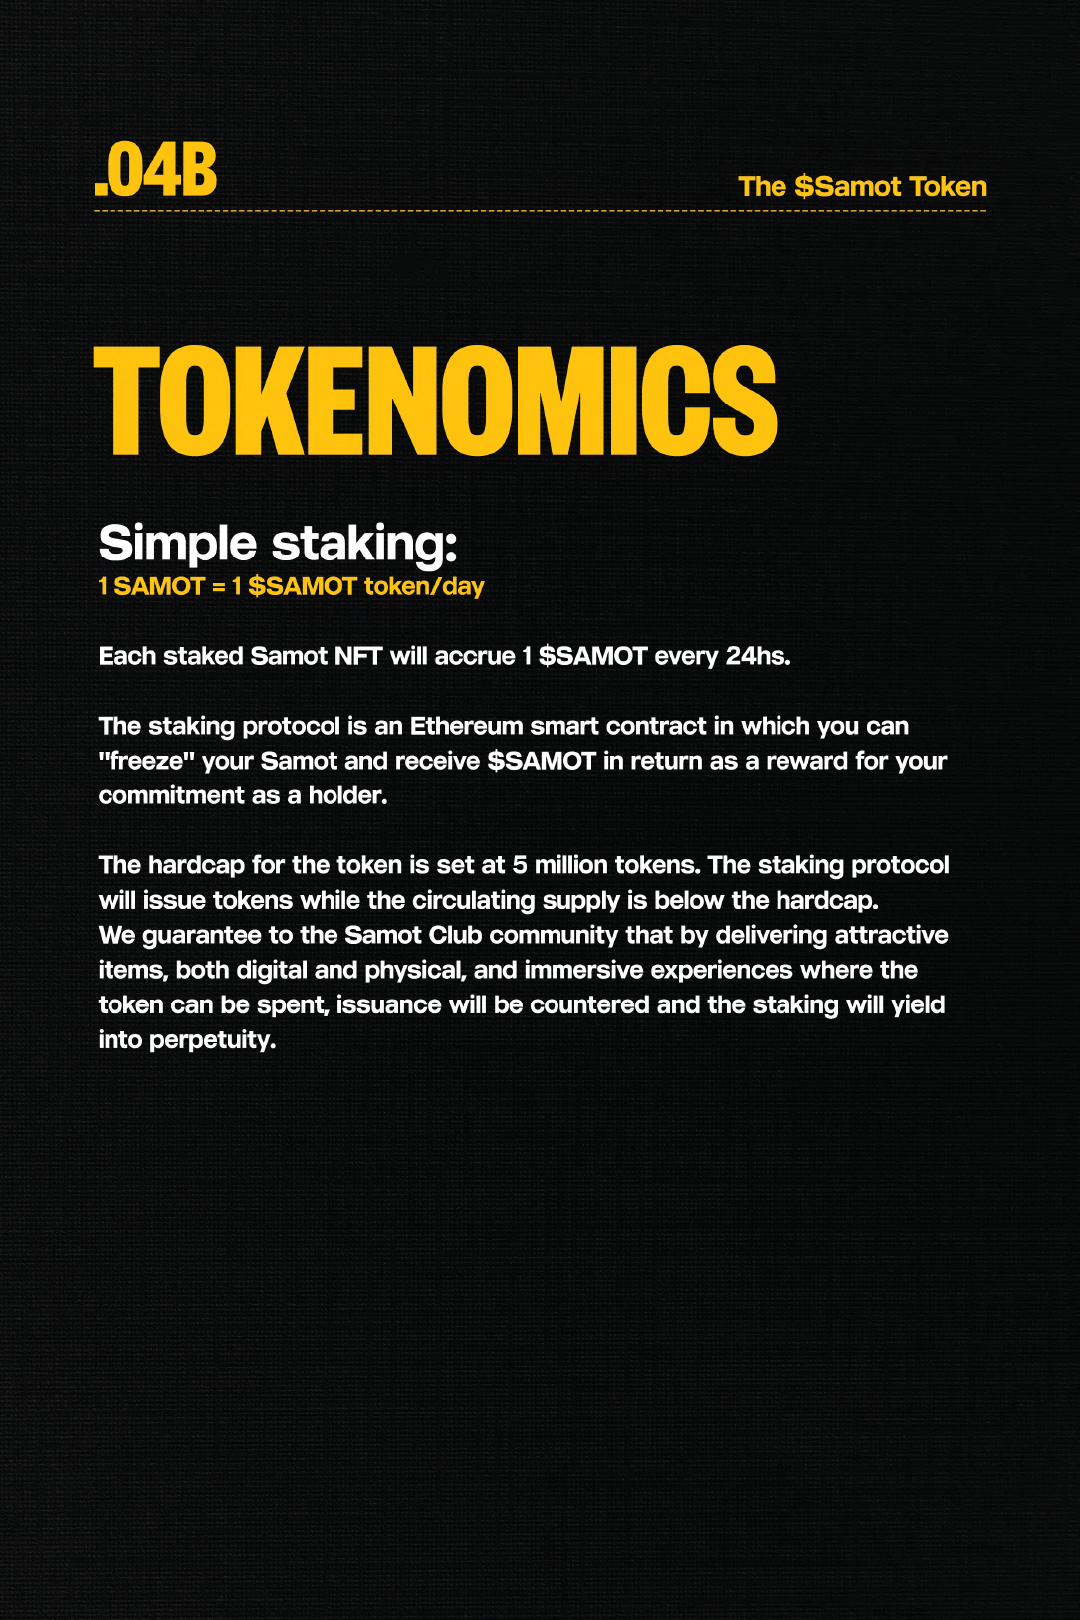 .04B
The $Samot Token
TOKENOMICS
Simple staking:
1 SAMOT = 1 $SAMOT token/day
Each staked Samot NFT will accrue 1 $SAMOT every 24hs.
The staking protocol is an Ethereum smart contract in which you can
"freeze" your Samot and receive $SAMOT in return as a reward for your
commitment as a holder.
The hardcap for the token is set at 5 million tokens. The staking protocol
will issue tokens while the circulating supply is below the hardcap.
We guarantee to the Samot Club community that by delivering attractive
items, both digital and physical, and immersive experiences where the
token can be spent, issuance will be countered and the staking will yield
into perpetuity.